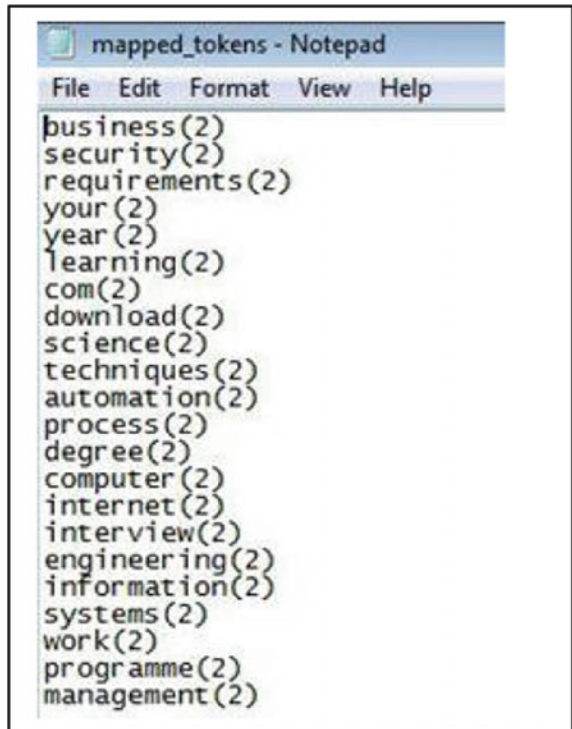 mapped_tokens - Notepad
File Edit Format View Help
business(2)
security(2)
requirements(2)
your(2)
year(2)
learning(2)
com(2)
download(2)
science(2)
techniques(2)
automation(2)
process(2)
degree(2)
computer(2)
internet(2)
interview(2)
engineering(2)
information(2)
systems(2)
work(2)
programme(2)
management(2)